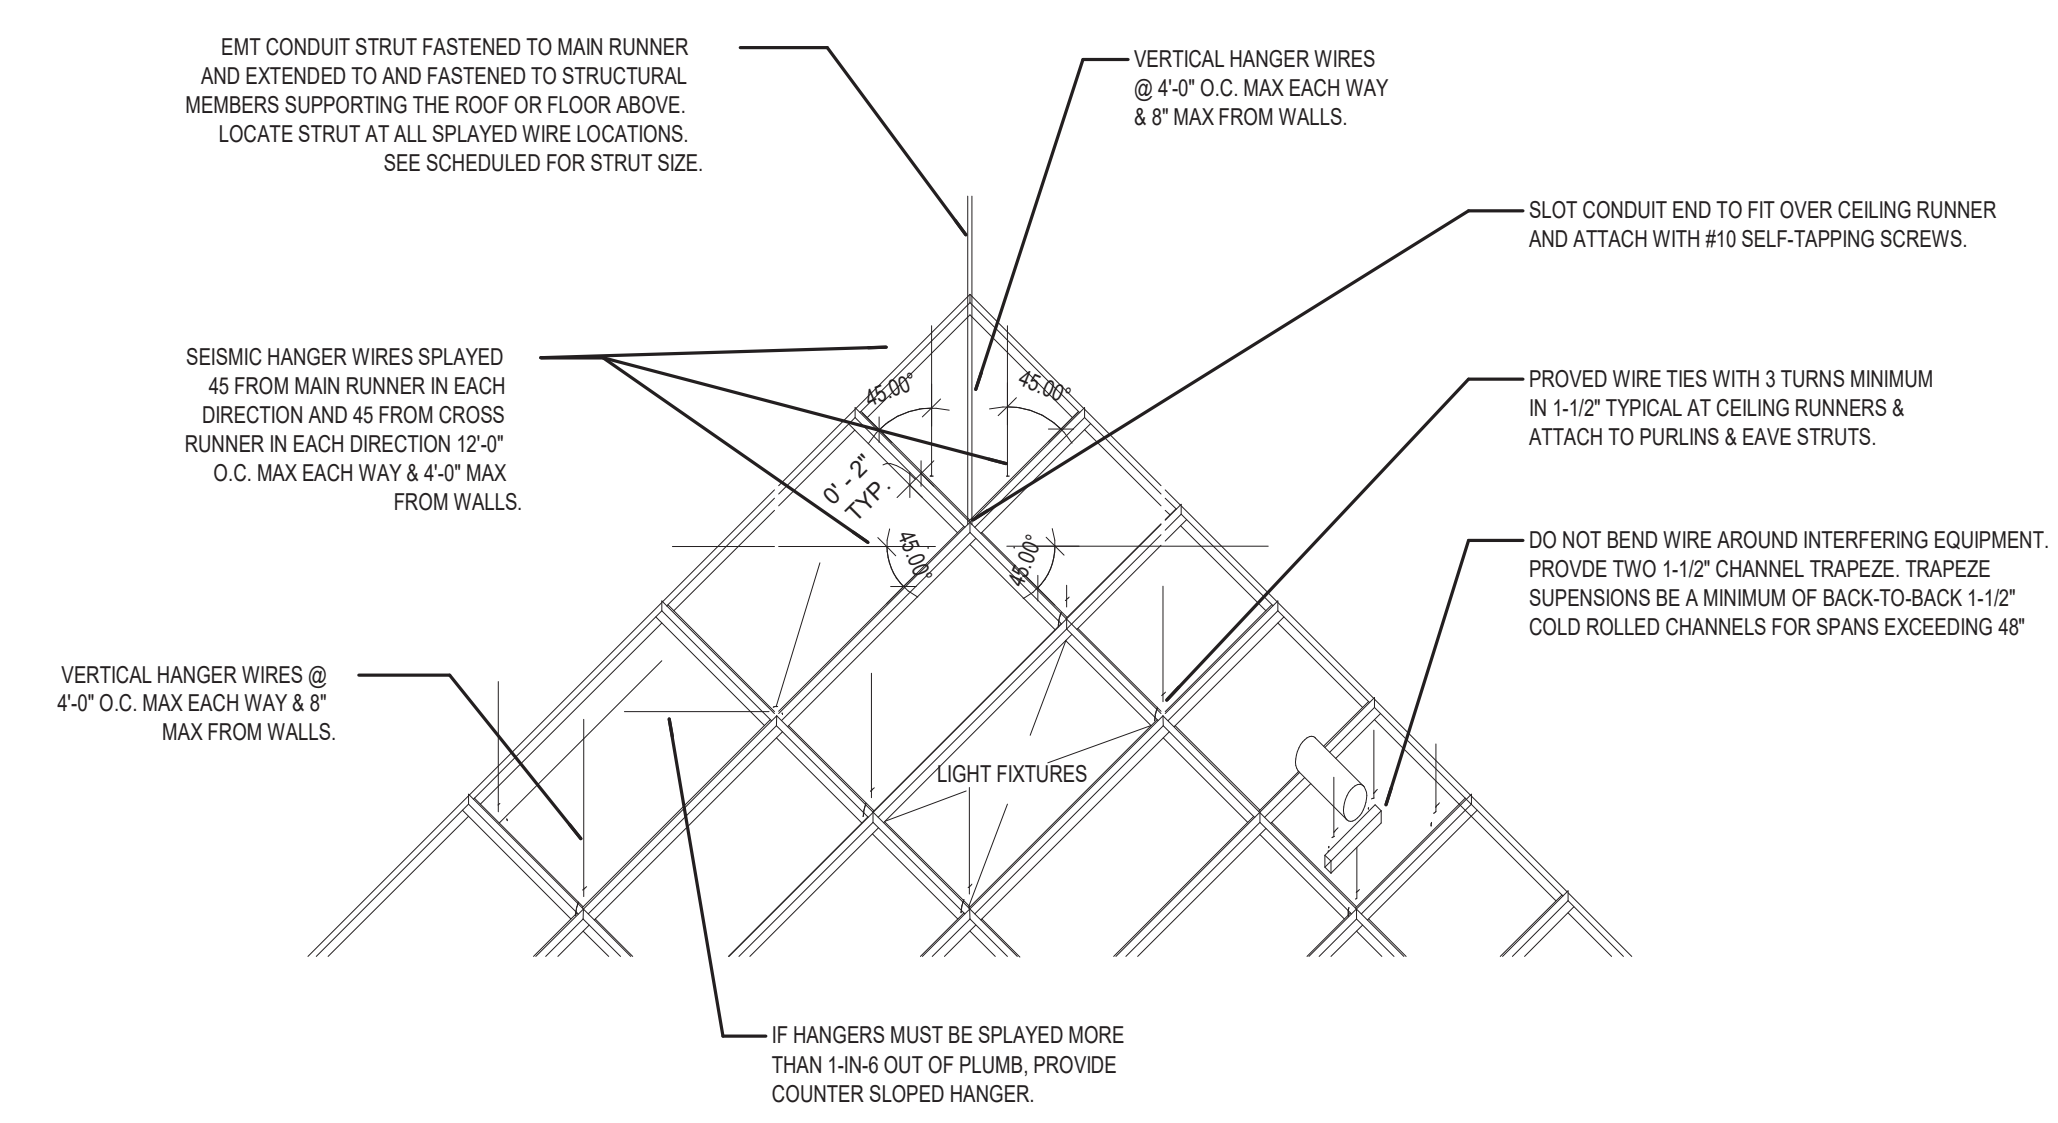 EMT CONDUIT STRUT FASTENED TO MAIN RUNNER
AND EXTENDED TO AND FASTENED TO STRUCTURAL
MEMBERS SUPPORTING THE ROOF OR FLOOR ABOVE.
LOCATE STRUT AT ALL SPLAYED WIRE LOCATIONS.
SEE SCHEDULED FOR STRUT SIZE.
VERTICAL HANGER WIRES
@ 4'-0" O.C. MAX EACH WAY
& 8" MAX FROM WALLS.
SLOT CONDUIT END TO FIT OVER CEILING RUNNER
AND ATTACH WITH #10 SELF-TAPPING SCREWS.
SEISMIC HANGER WIRES SPLAYED
45 FROM MAIN RUNNER IN EACH
DIRECTION AND 45 FROM CROSS
RUNNER IN EACH DIRECTION 12'-0"
O.C. MAX EACH WAY & 4'-0" MAX
FROM WALLS.
45.00°
45.00°
PROVED WIRE TIES WITH 3 TURNS MINIMUM
IN 1-1/2" TYPICAL AT CEILING RUNNERS &
ATTACH TO PURLINS & EAVE STRUTS.
0' - 2"
TYP.
45.00°
45.00°
DO NOT BEND WIRE AROUND INTERFERING EQUIPMENT.
PROVDE TWO 1-1/2" CHANNEL TRAPEZE. TRAPEZE
SUPENSIONS BE A MINIMUM OF BACK-TO-BACK 1-1/2"
COLD ROLLED CHANNELS FOR SPANS EXCEEDING 48"
VERTICAL HANGER WIRES @
4'-0" O.C. MAX EACH WAY & 8"
MAX FROM WALLS.
LIGHT FIXTURES
IF HANGERS MUST BE SPLAYED MORE
THAN 1-IN-6 OUT OF PLUMB, PROVIDE
COUNTER SLOPED HANGER.